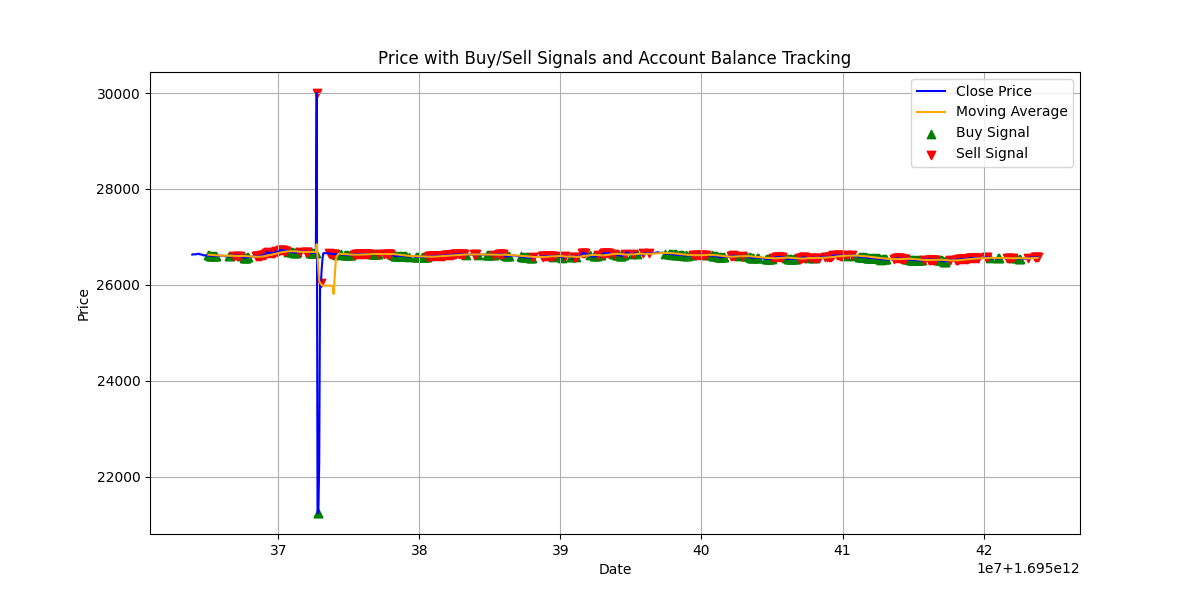 Price with Buy/Sell Signals and Account Balance Tracking
30000
28000
26000
24000
22000
Price
Close Price
Moving Average
Buy Signal
Sell Signal
37 38 39 40 41 42
Date
1e7+1.695e12